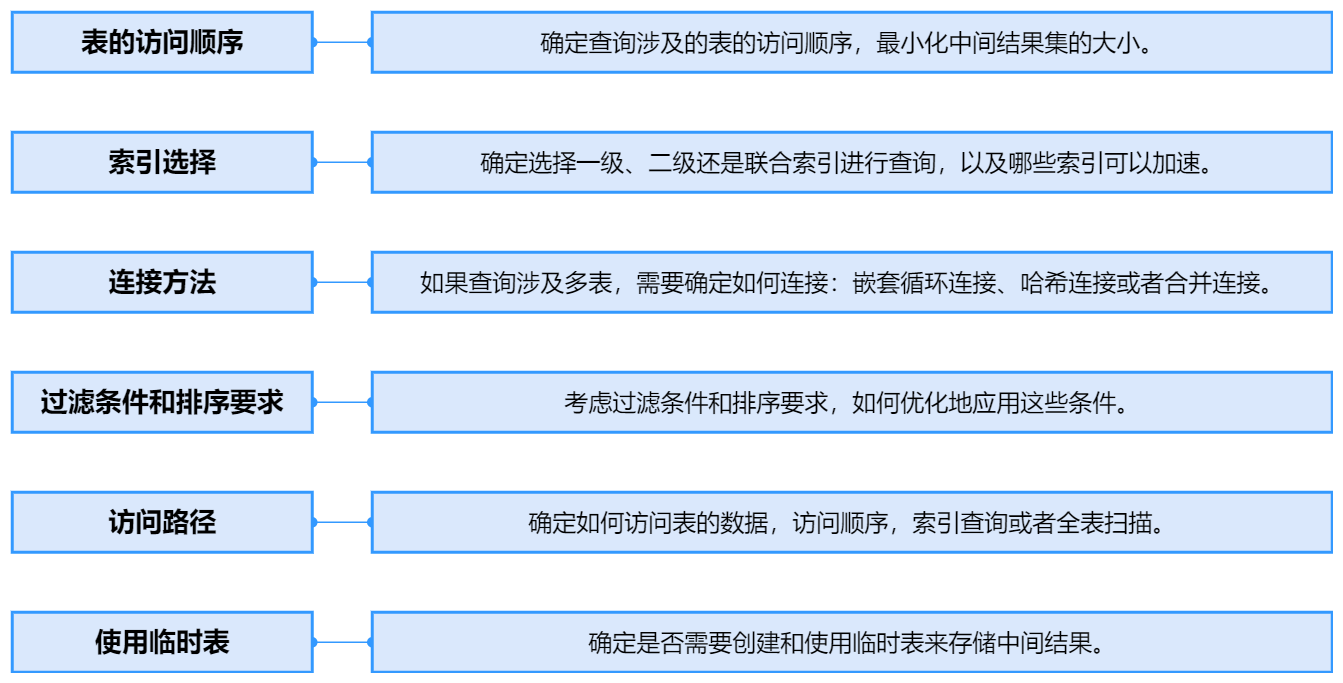 表的访问顺序
确定查询涉及的表的访问顺序，最小化中间结果集的大小。
索引选择
确定选择一级、二级还是联合索引进行查询，以及哪些索引可以加速。
连接方法
如果查询涉及多表，需要确定如何连接：嵌套循环连接、哈希连接或者合并连接。
过滤条件和排序要求
考虑过滤条件和排序要求，如何优化地应用这些条件。
访问路径
确定如何访问表的数据，访问顺序，索引查询或者全表扫描。
使用临时表
确定是否需要创建和使用临时表来存储中间结果。